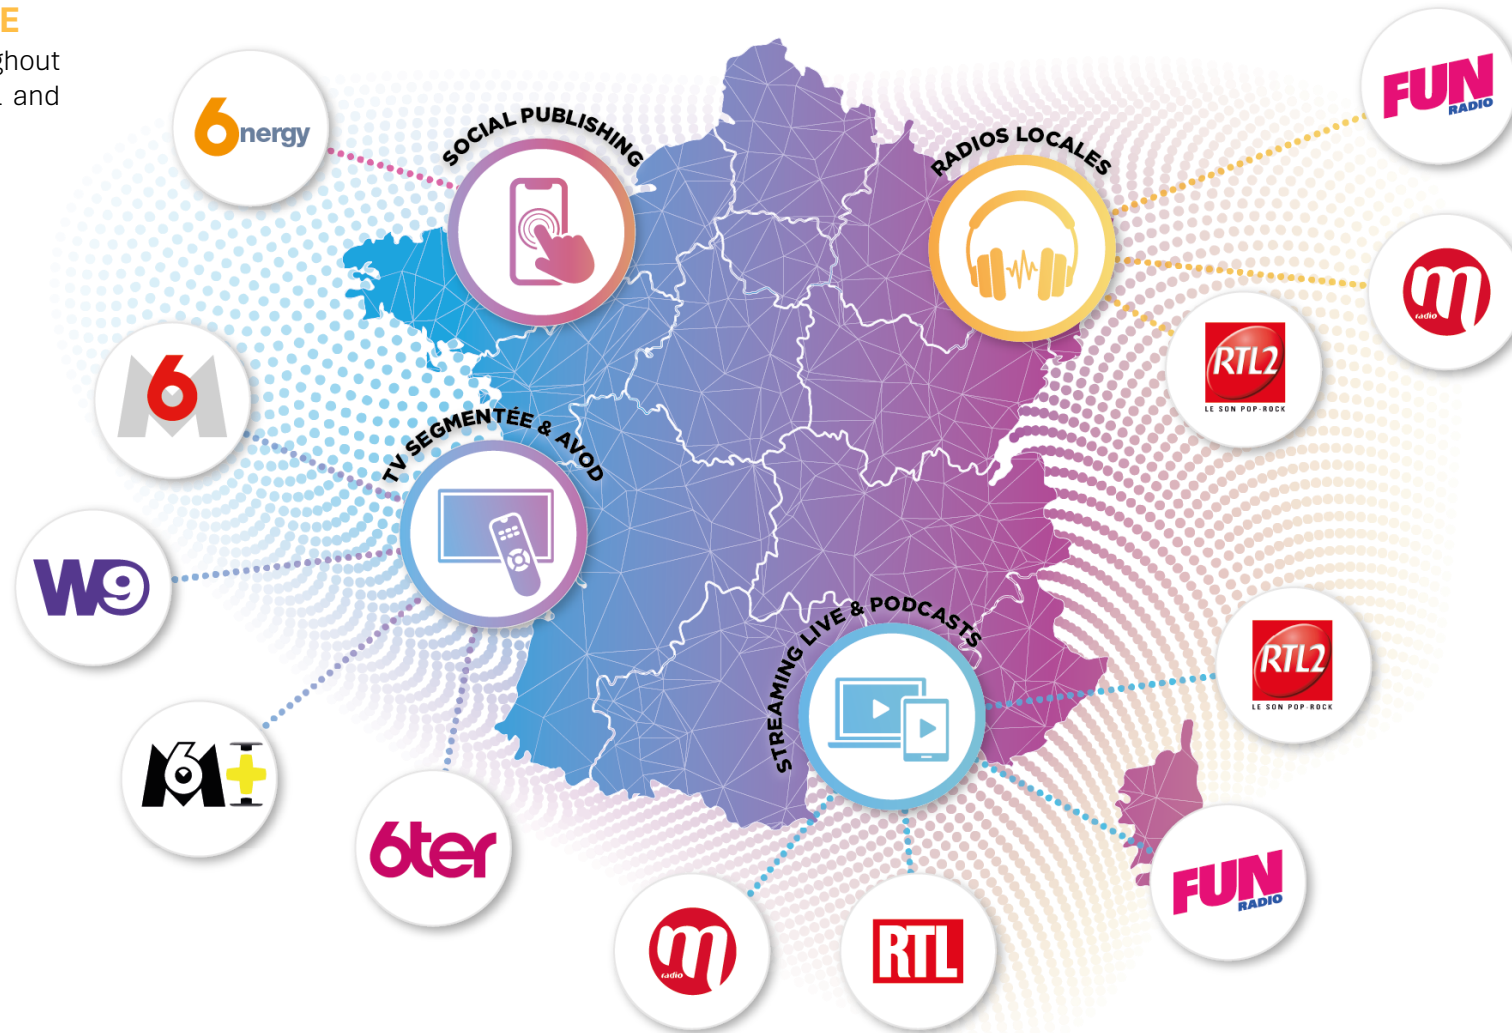 E
ghout
. and
6nergy
SOCIAL PUBLISHING
RADIOS LOCALES
FUN
RADIO
m
radio
RTL2
LE SON POP-ROCK
M6
TV SEGMENTÉE & AVOD
W9
M6+
6ter
STREAMING LIVE & PODCASTS
RTL2
LE SON POP-ROCK
FUN
RADIO
m
radio
RTL